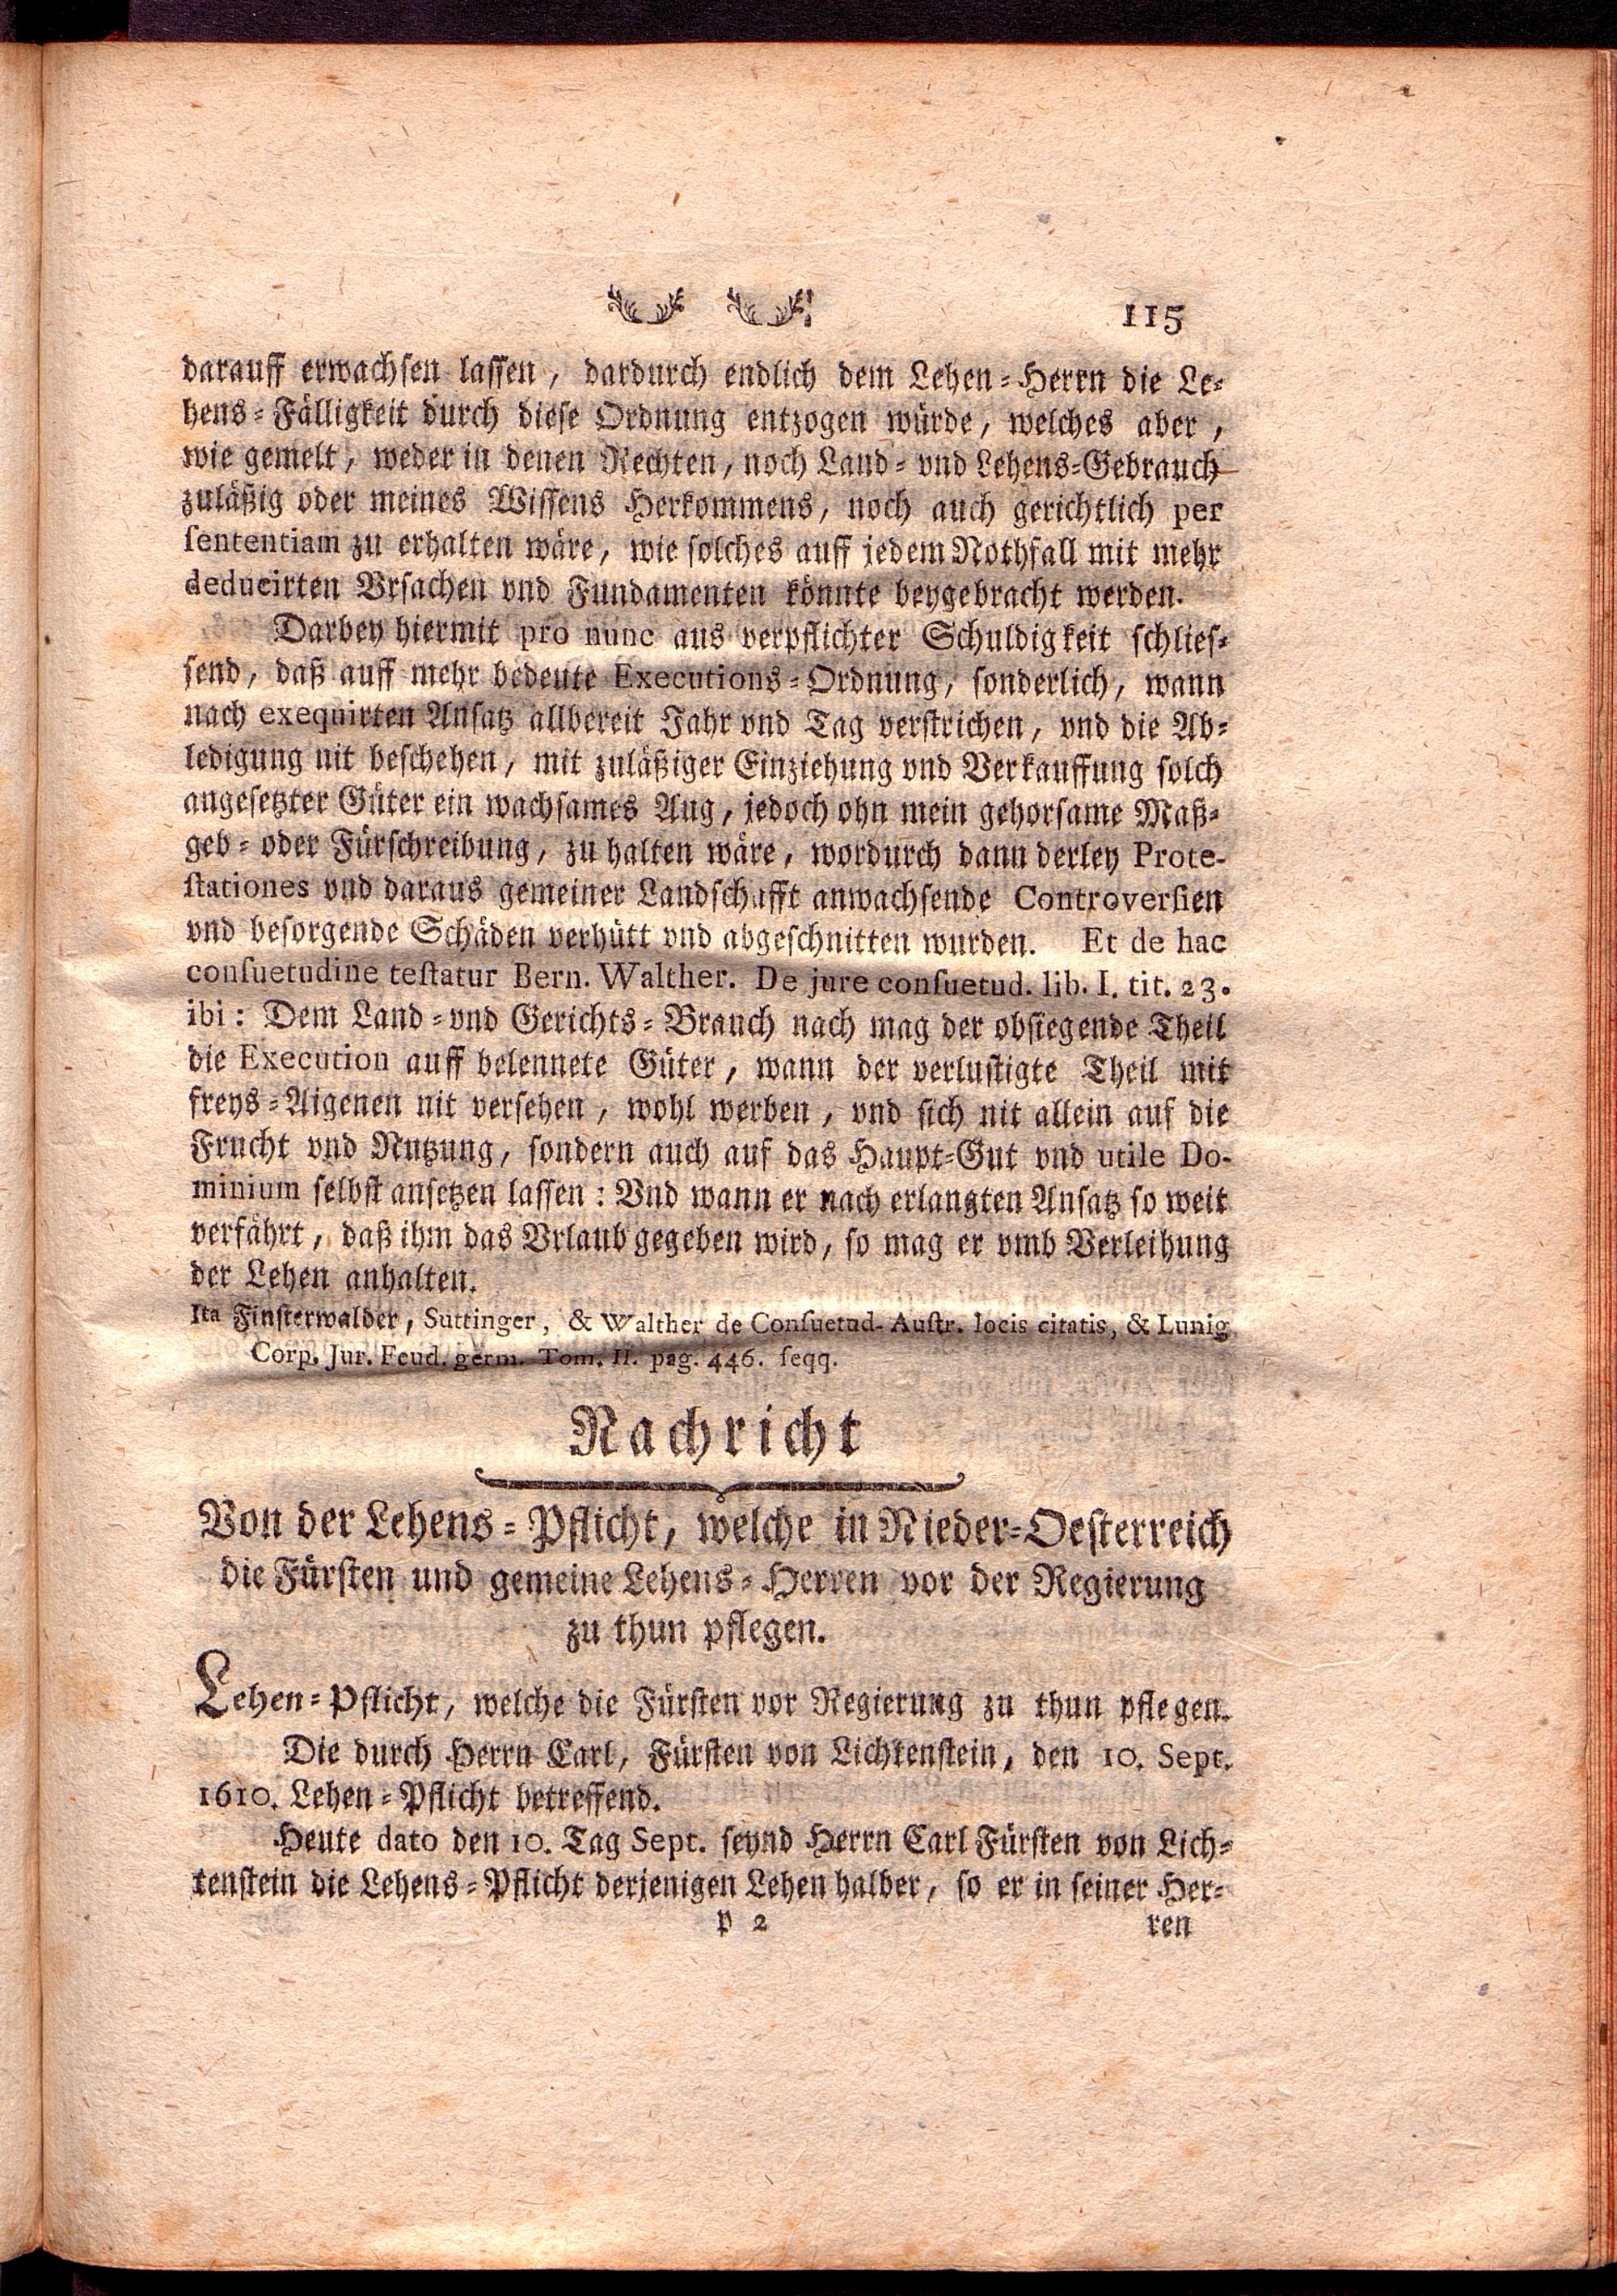 115
darauff erwachsen lassen, dardurch endlich dem Lehen-Herrn die Le-
hens-Fälligkeit durch diese Ordnung entzogen würde, welches aber,
wie gemelt, weder in denen Rechten, noch Land- vnd Lehens-Gebrauch
zuläßig oder meines Wissens Herkommens, noch auch gerichtlich per
ſententiam zu erhalten wäre, wie solches auff jedem Nothfall mit mehr
deducirten Vrsachen vnd Fundamenten könnte beygebracht werden.
Darbey hiermit pro nunc aus verpflichter Schuldigkeit schlies-
send, daß auff mehr bedeute Executions-Ordnung, sonderlich, wann
nach exequirten Ansatz allbereit Jahr vnd Tag verstrichen, vnd die Ab-
ledigung nit beschehen, mit zuläßiger Einziehung vnd Verkauffung solch
angesetzter Güter ein wachsames Aug, jedoch ohn mein gehorsame Maß-
geb- oder Fürschreibung, zu halten wäre, wordurch dann derley Prote-
ſtationes vnd daraus gemeiner Landschafft anwachsende Controverſien
vnd besorgende Schäden verhütt vnd abgeschnitten wurden. Et de hac
conſuetudine teſtatur Bern. Walther. De jure conſuetud. lib. I. tit. 23.
ibi: Dem Land-vnd Gerichts-Brauch nach mag der obsiegende Theil
die Execution auff belennete Güter, wann der verlustigte Theil mit
freys-Aigenen nit versehen, wohl werben, vnd sich nit allein auf die
Frucht vnd Nutzung, sondern auch auf das Haupt-Gut vnd utile Do-
minium selbst ansetzen lassen: Vnd wann er nach erlangten Ansatz so weit
verfährt, daß ihm das Vrlaub gegeben wird, so mag er vmb Verleihung
der Lehen anhalten.
Ita Finsterwalder, Suttinger, & Walther de Conſuetud. Auſtr. locis citatis, & Lunig
Corp. Jur. Feud. germ. Tom. II. pag. 446. ſeqq.
Nachricht
Von der Lehens-Pflicht, welche in Nieder-Oesterreich
die Fürsten und gemeine Lehens-Herren vor der Regierung
zu thun pflegen.
Lehen-Pflicht, welche die Fürsten vor Regierung zu thun pflegen.
Die durch Herrn Carl, Fürsten von Lichtenstein, den 10. Sept.
1610. Lehen-Pflicht betreffend.
Heute dato den 10. Tag Sept. seynd Herrn Carl Fürsten von Lich-
tenstein die Lehens-Pflicht derjenigen Lehen halber, so er in seiner Her-
p 2 ren